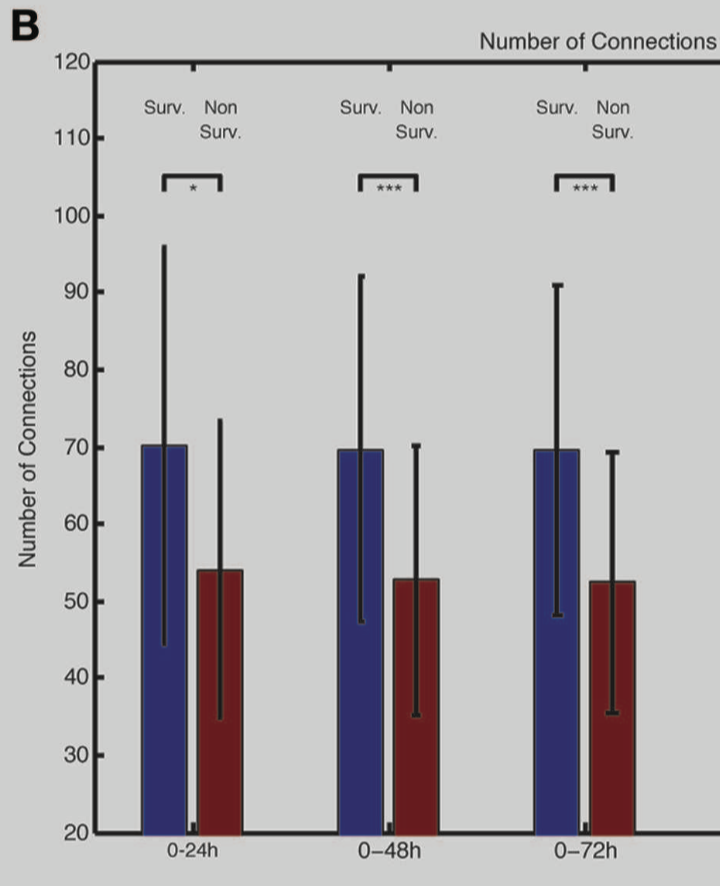 B
Number of Connections
120
110
100
90
80
70
60
50
40
30
20
Number of Connections
Surv. Non
Surv.
*
Surv. Non
Surv.
***
Surv. Non
Surv.
***
0-24h
0–48h
0–72h